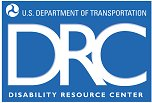 U.S. DEPARTMENT OF TRANSPORTATION
DRC
DISABILITY RESOURCE CENTER